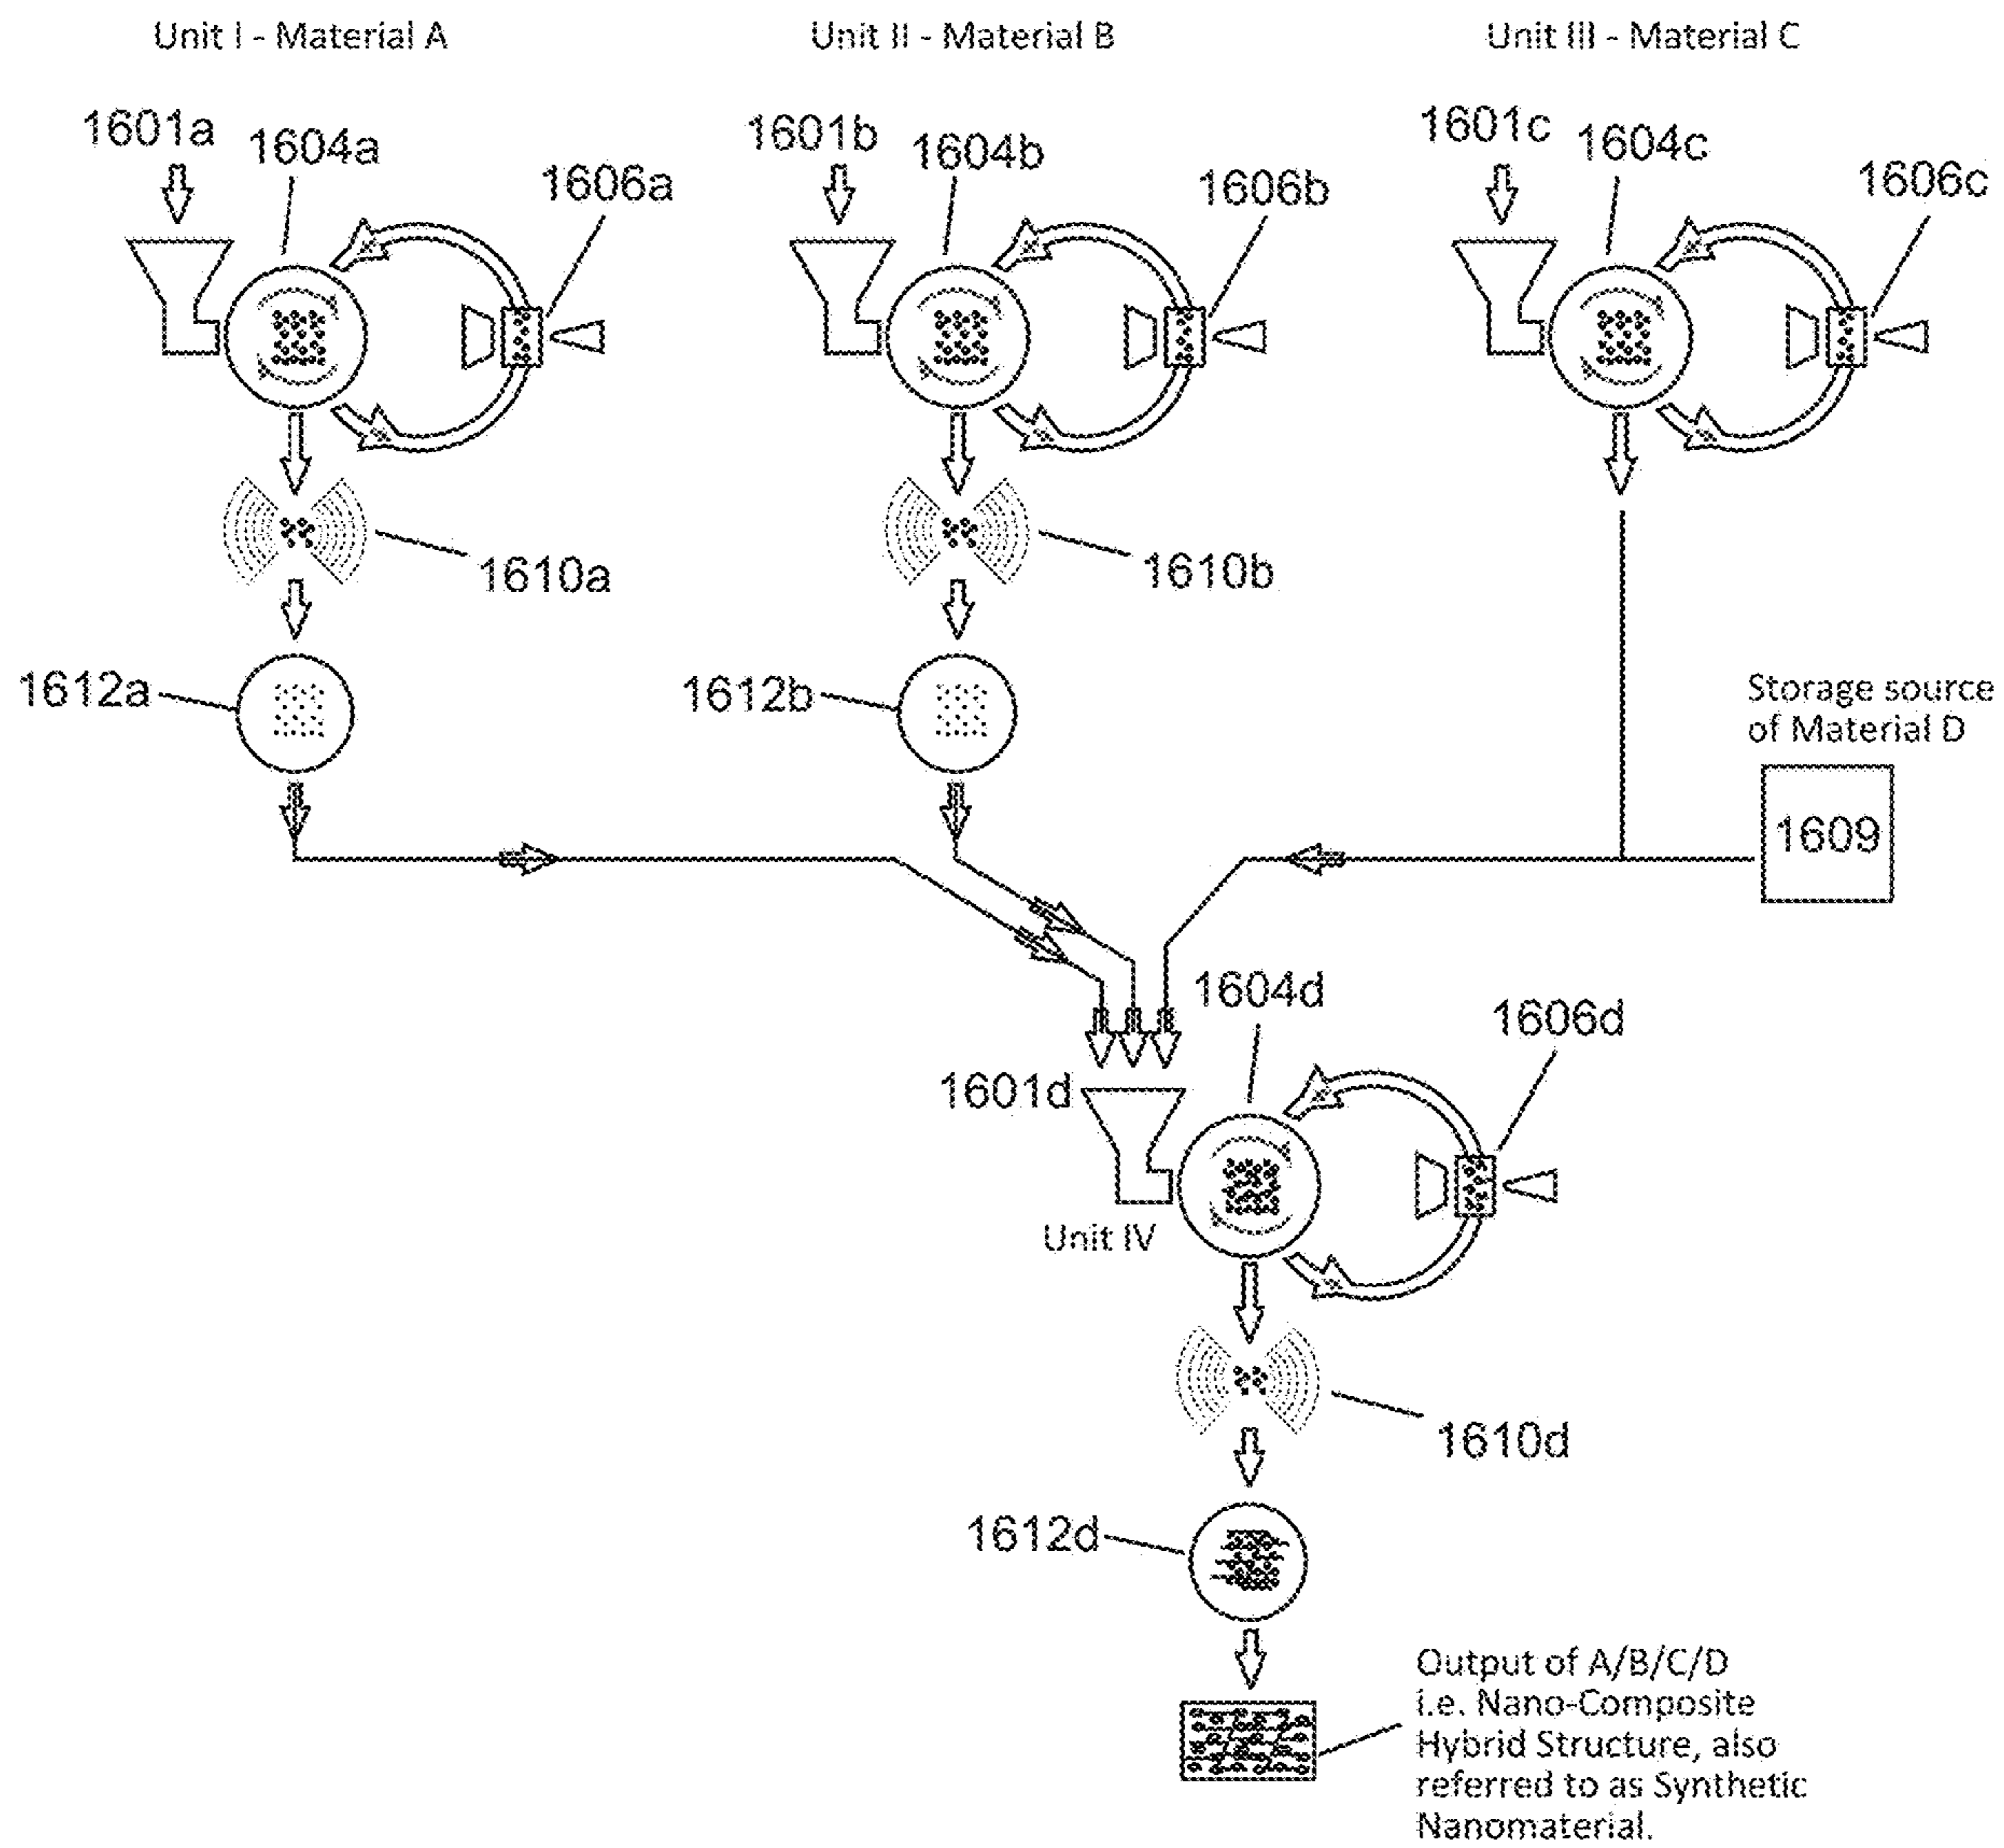 Unit I - Material A
Unit II - Material B
Unit III - Material C
1601a
1604a
1606a
1601b
1604b
1606b
1601c
1604c
1606c
1610a
1610b
1612a
1612b
Storage source
of Material D
1609
1604d
1606d
1601d
Unit IV
1610d
1612d
Output of A/B/C/D
i.e. Nano-Composite
Hybrid Structure, also
referred to as Synthetic
Nanomaterial.